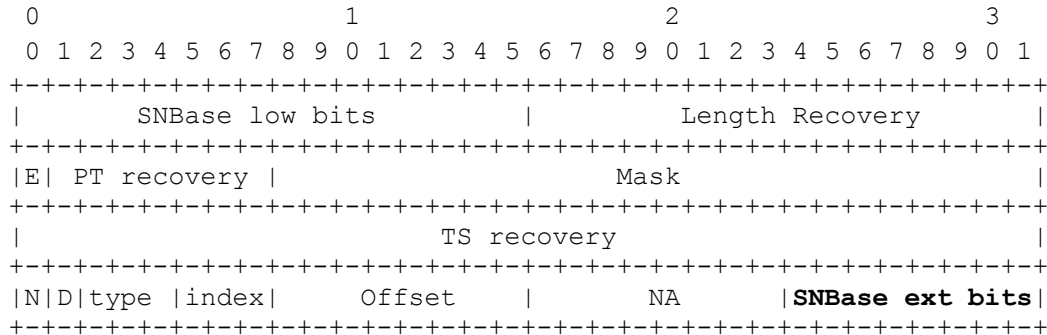 0                   1                   2                   3
 0 1 2 3 4 5 6 7 8 9 0 1 2 3 4 5 6 7 8 9 0 1 2 3 4 5 6 7 8 9 0 1
+-+-+-+-+-+-+-+-+-+-+-+-+-+-+-+-+-+-+-+-+-+-+-+-+-+-+-+-+-+-+-+-+
|       SNBase low bits         |         Length Recovery       |
+-+-+-+-+-+-+-+-+-+-+-+-+-+-+-+-+-+-+-+-+-+-+-+-+-+-+-+-+-+-+-+-+
|E| PT recovery |                     Mask                      |
+-+-+-+-+-+-+-+-+-+-+-+-+-+-+-+-+-+-+-+-+-+-+-+-+-+-+-+-+-+-+-+-+
|                          TS recovery                          |
+-+-+-+-+-+-+-+-+-+-+-+-+-+-+-+-+-+-+-+-+-+-+-+-+-+-+-+-+-+-+-+-+
|N|D|type |index|     Offset    |       NA      |SNBase ext bits|
+-+-+-+-+-+-+-+-+-+-+-+-+-+-+-+-+-+-+-+-+-+-+-+-+-+-+-+-+-+-+-+-+